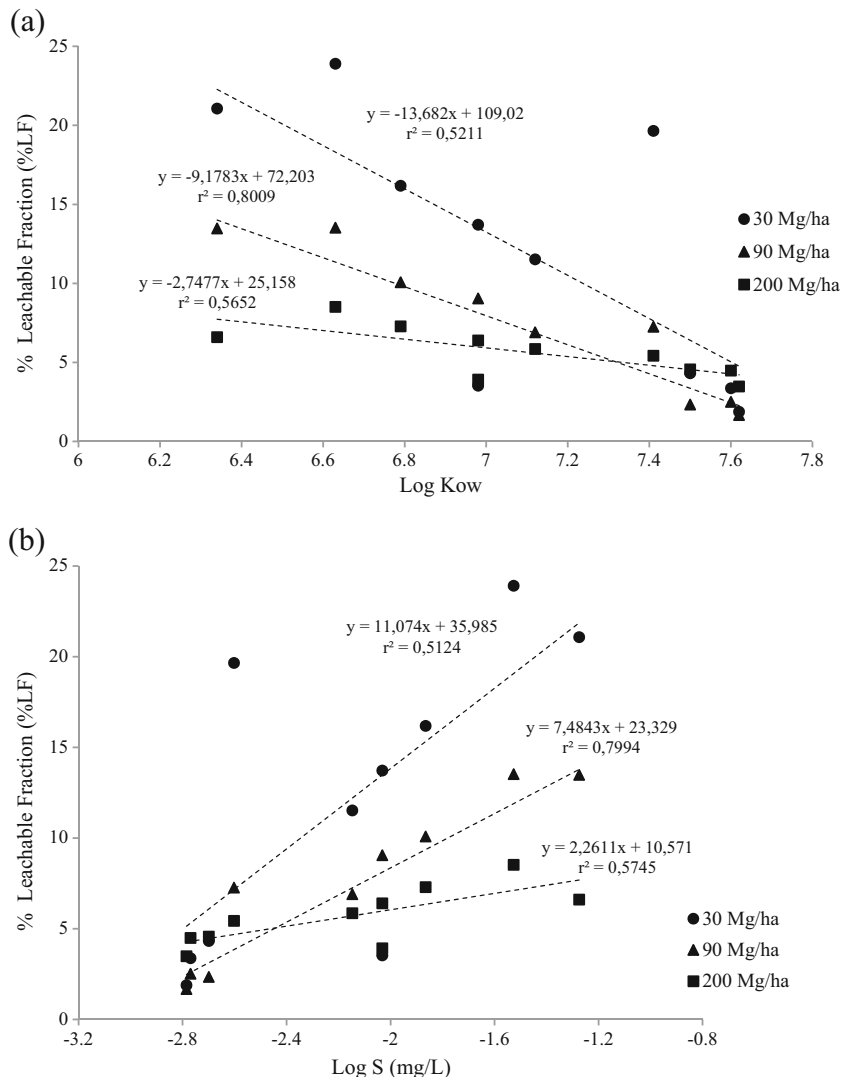 (a)
25
20
15
10
5
0
% Leachable Fraction (%LF)
y = -13,682x + 109,02
r² = 0,5211
y = -9,1783x + 72,203
r² = 0,8009
y = -2,7477x + 25,158
r² = 0,5652
30 Mg/ha
90 Mg/ha
200 Mg/ha
6 6.2 6.4 6.6 6.8 7 7.2 7.4 7.6 7.8
Log Kow
(b)
25
20
15
10
5
0
% Leachable Fraction (%LF)
y = 11,074x + 35,985
r² = 0,5124
y = 7,4843x + 23,329
r² = 0,7994
y = 2,2611x + 10,571
r² = 0,5745
30 Mg/ha
90 Mg/ha
200 Mg/ha
-3.2 -2.8 -2.4 -2 -1.6 -1.2 -0.8
Log S (mg/L)